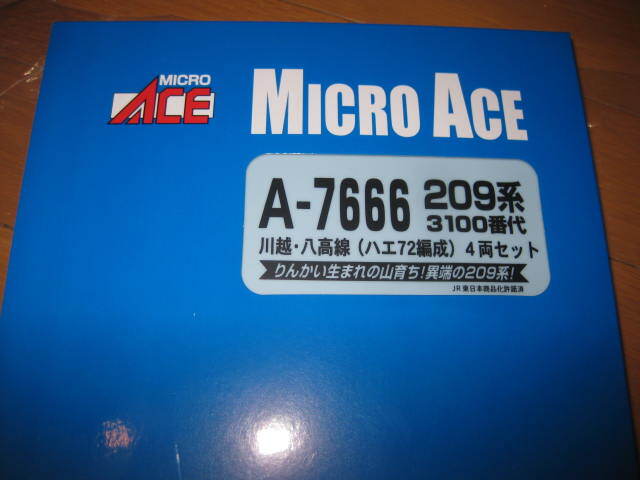 MICRO
ACE
MICRO ACE
A-7666 209系
3100番代
川越・八高線（ハエ72編成）4両セット
りんかい生まれの山育ち！異端の209系！
JR東日本商品化許諾済